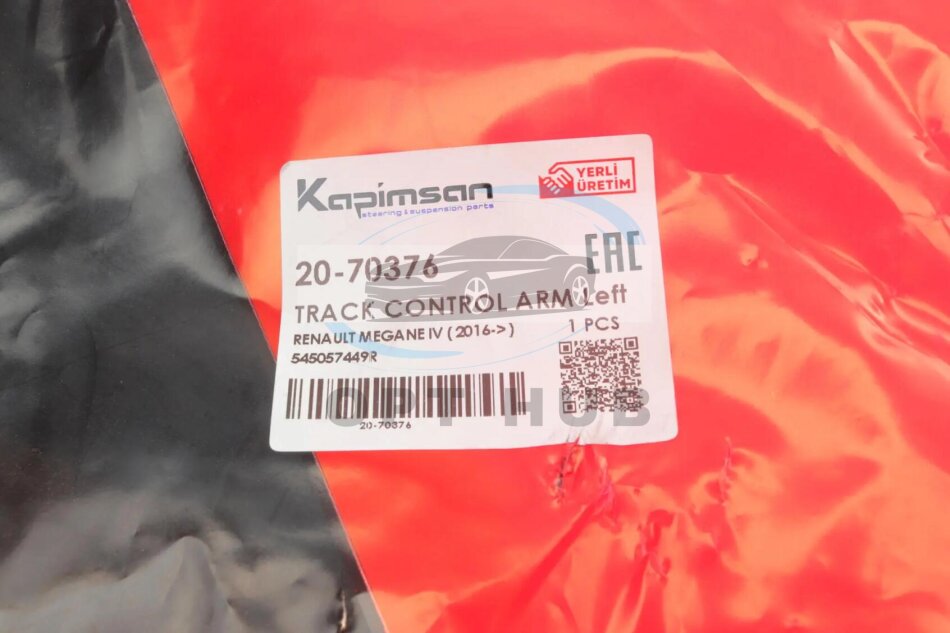 Kapimsan
steering & suspension parts
YERLİ
ÜRETİM
20-70376
EAC
TRACK CONTROL ARM Left
RENAULT MEGANE IV ( 2016-> )
1 PCS
545057449R
20-70376
OPT HUB